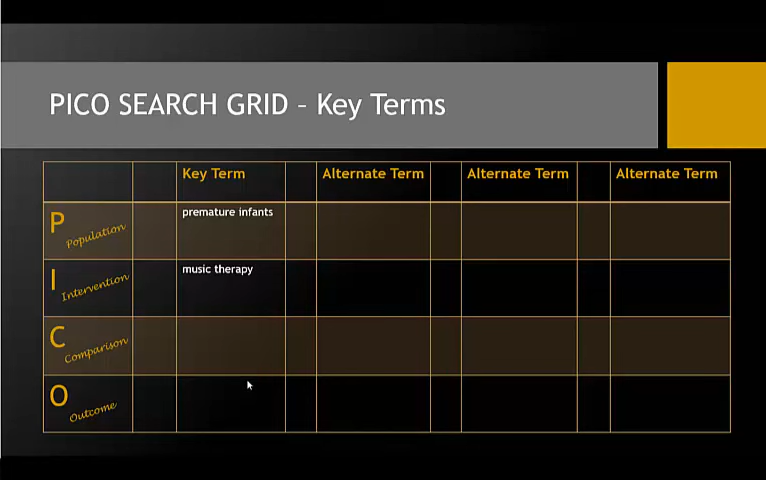 PICO SEARCH GRID – Key Terms
Key Term Alternate Term Alternate Term Alternate Term
P Population premature infants
I Intervention music therapy
C Comparison
O Outcome